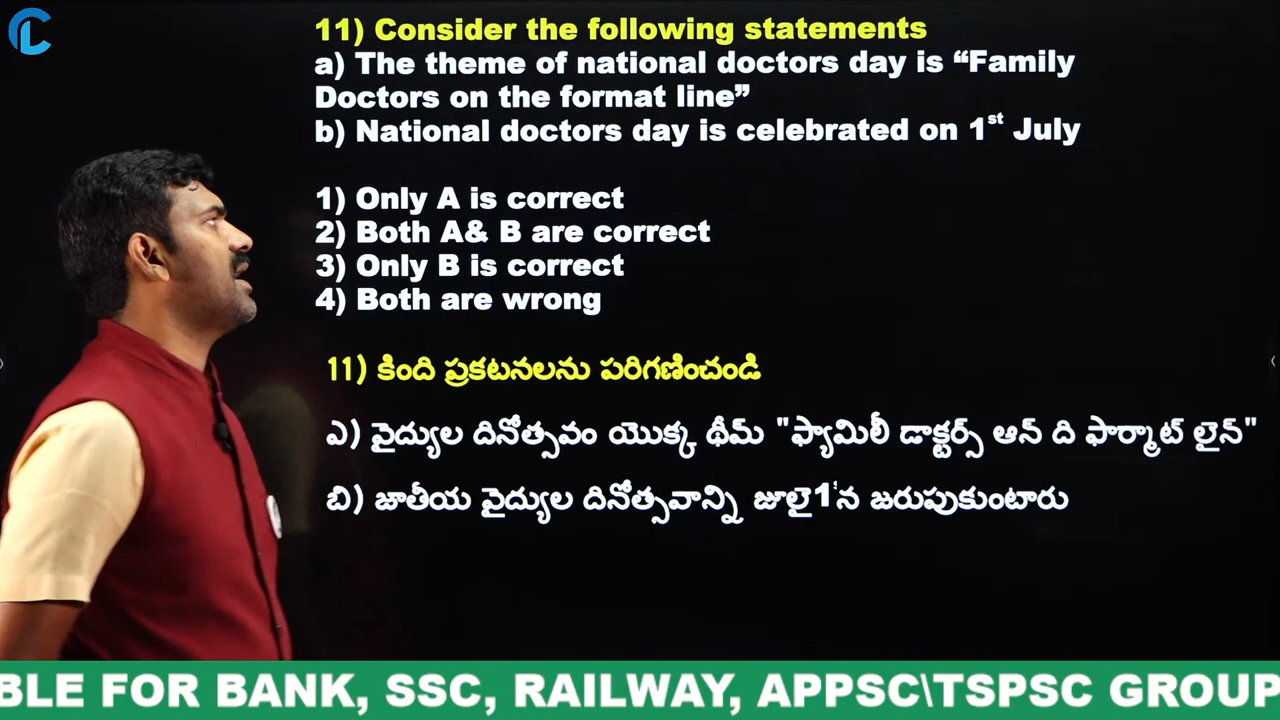 11) Consider the following statements
a) The theme of national doctors day is “Family
Doctors on the format line”
b) National doctors day is celebrated on 1st July
1) Only A is correct
2) Both A& B are correct
3) Only B is correct
4) Both are wrong
11) కింది ప్రకటనలను పరిగణించండి
ఎ) వైద్యుల దినోత్సవం యొక్క థీమ్ "ఫ్యామిలీ డాక్టర్స్ ఆన్ ది ఫార్మాట్ లైన్"
బి) జాతీయ వైద్యుల దినోత్సవాన్ని జూలై1న జరుపుకుంటారు
BLE FOR BANK, SSC, RAILWAY, APPSC\TSPSC GROUP